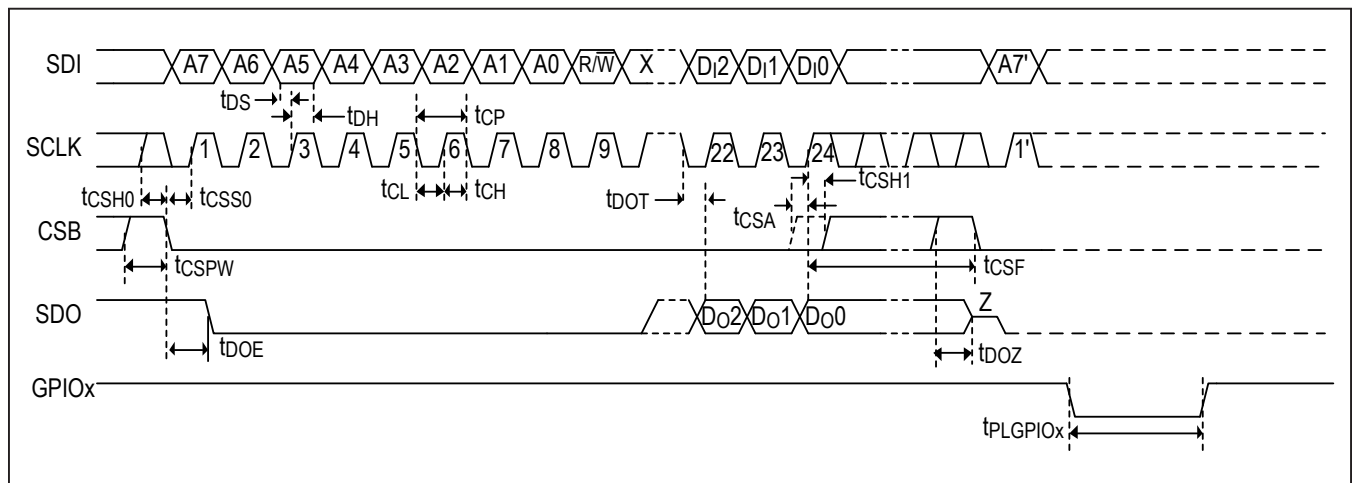 SDI A7 A6 A5 A4 A3 A2 A1 A0 R/W̅ X DI2 DI1 DI0 A7'
tDS tDH tCP
SCLK 1 2 3 4 5 6 7 8 9 22 23 24 1'
tCSH0 tCSS0 tCL tCH tDOT tCSA tCSH1
CSB
tCSPW tCSF
SDO DO2 DO1 DO0 Z
tDOE tDOZ
GPIOx
tPLGPIOx